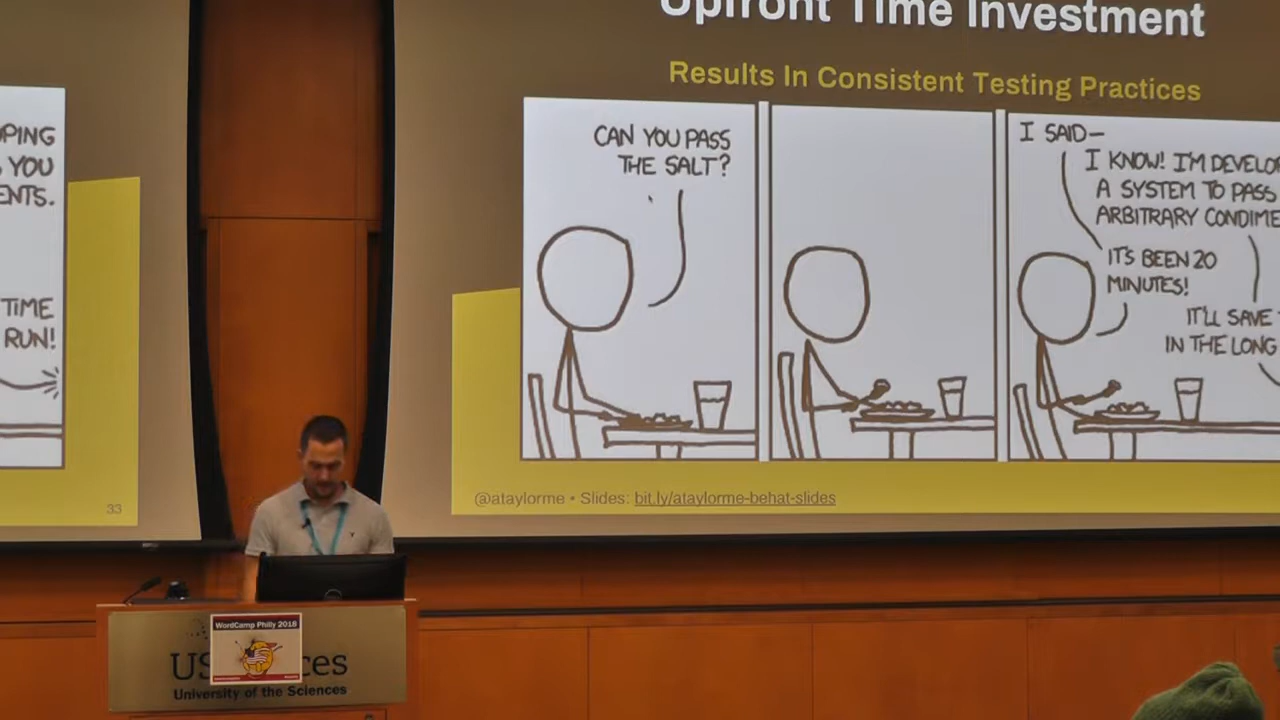 PING
YOU
ENTS.
TIME
RUN!
33
Upfront Time Investment
Results In Consistent Testing Practices
CAN YOU PASS
THE SALT?
I SAID—
I KNOW! I'M DEVELO
A SYSTEM TO PASS
ARBITRARY CONDIME
IT'S BEEN 20
MINUTES!
IT'LL SAVE
IN THE LONG
@ataylorme • Slides: bit.ly/ataylorme-behat-slides
WordCamp Philly 2018
US ces
University of the Sciences